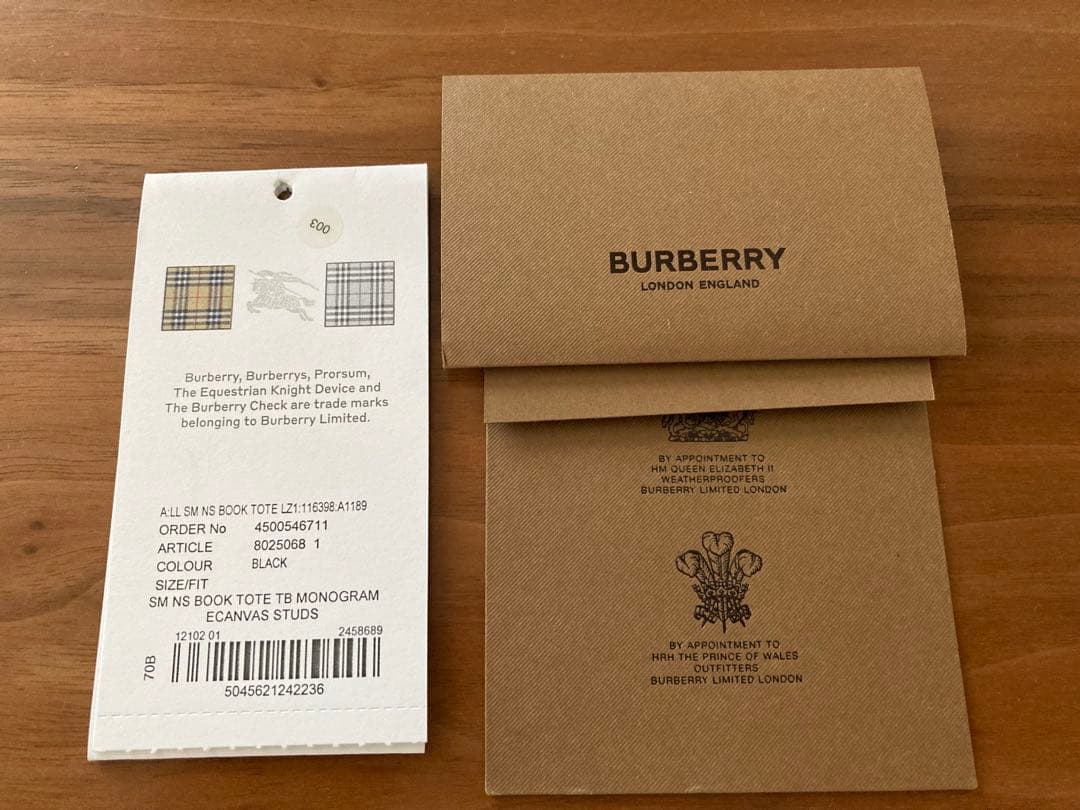 003
Burberry, Burberrys, Prorsum,
The Equestrian Knight Device and
The Burberry Check are trade marks
belonging to Burberry Limited.
A:LL SM NS BOOK TOTE LZ1:116398:A1189
ORDER No 4500546711
ARTICLE 8025068 1
COLOUR BLACK
SIZE/FIT
SM NS BOOK TOTE TB MONOGRAM
ECANVAS STUDS
12102 01 2458689
70B
5045621242236
BURBERRY
LONDON ENGLAND
BY APPOINTMENT TO
HM QUEEN ELIZABETH II
WEATHERPROOFERS
BURBERRY LIMITED LONDON
BY APPOINTMENT TO
HRH THE PRINCE OF WALES
OUTFITTERS
BURBERRY LIMITED LONDON